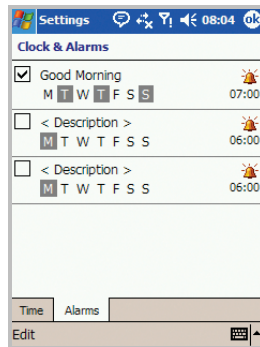 Settings 08:04 ok
Clock & Alarms
Good Morning
M T W T F S S 07:00
< Description >
M T W T F S S 06:00
< Description >
M T W T F S S 06:00
Time Alarms
Edit